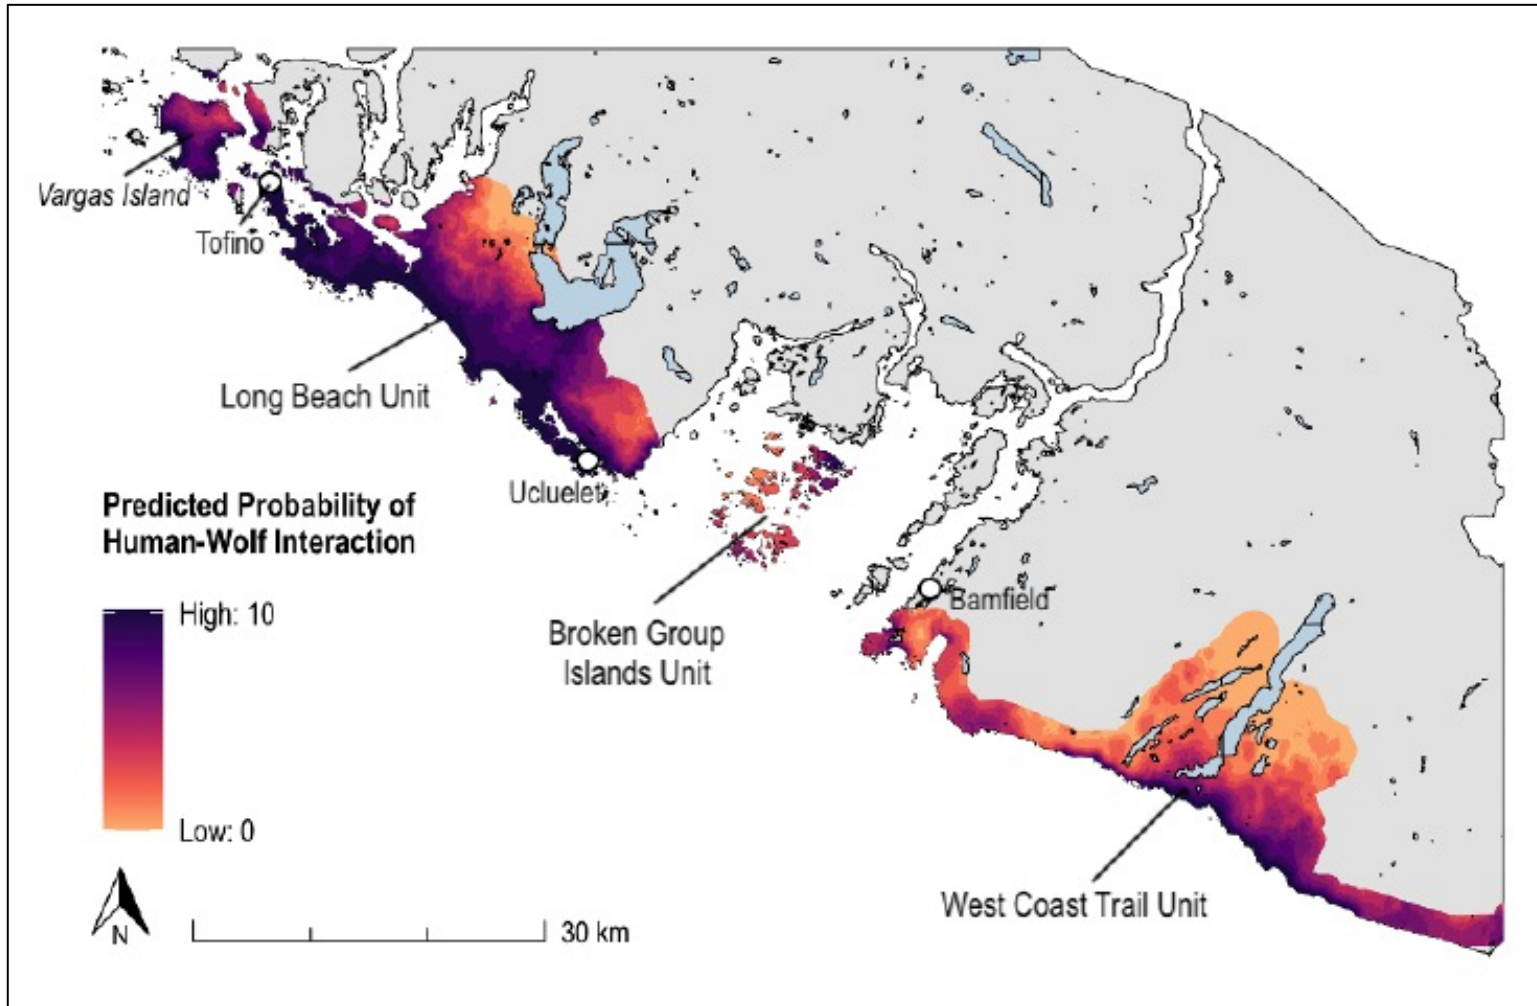 Vargas Island
Tofino
Long Beach Unit
Ucluelet
Predicted Probability of
Human-Wolf Interaction
High: 10
Low: 0
Broken Group
Islands Unit
Bamfield
West Coast Trail Unit
N
30 km